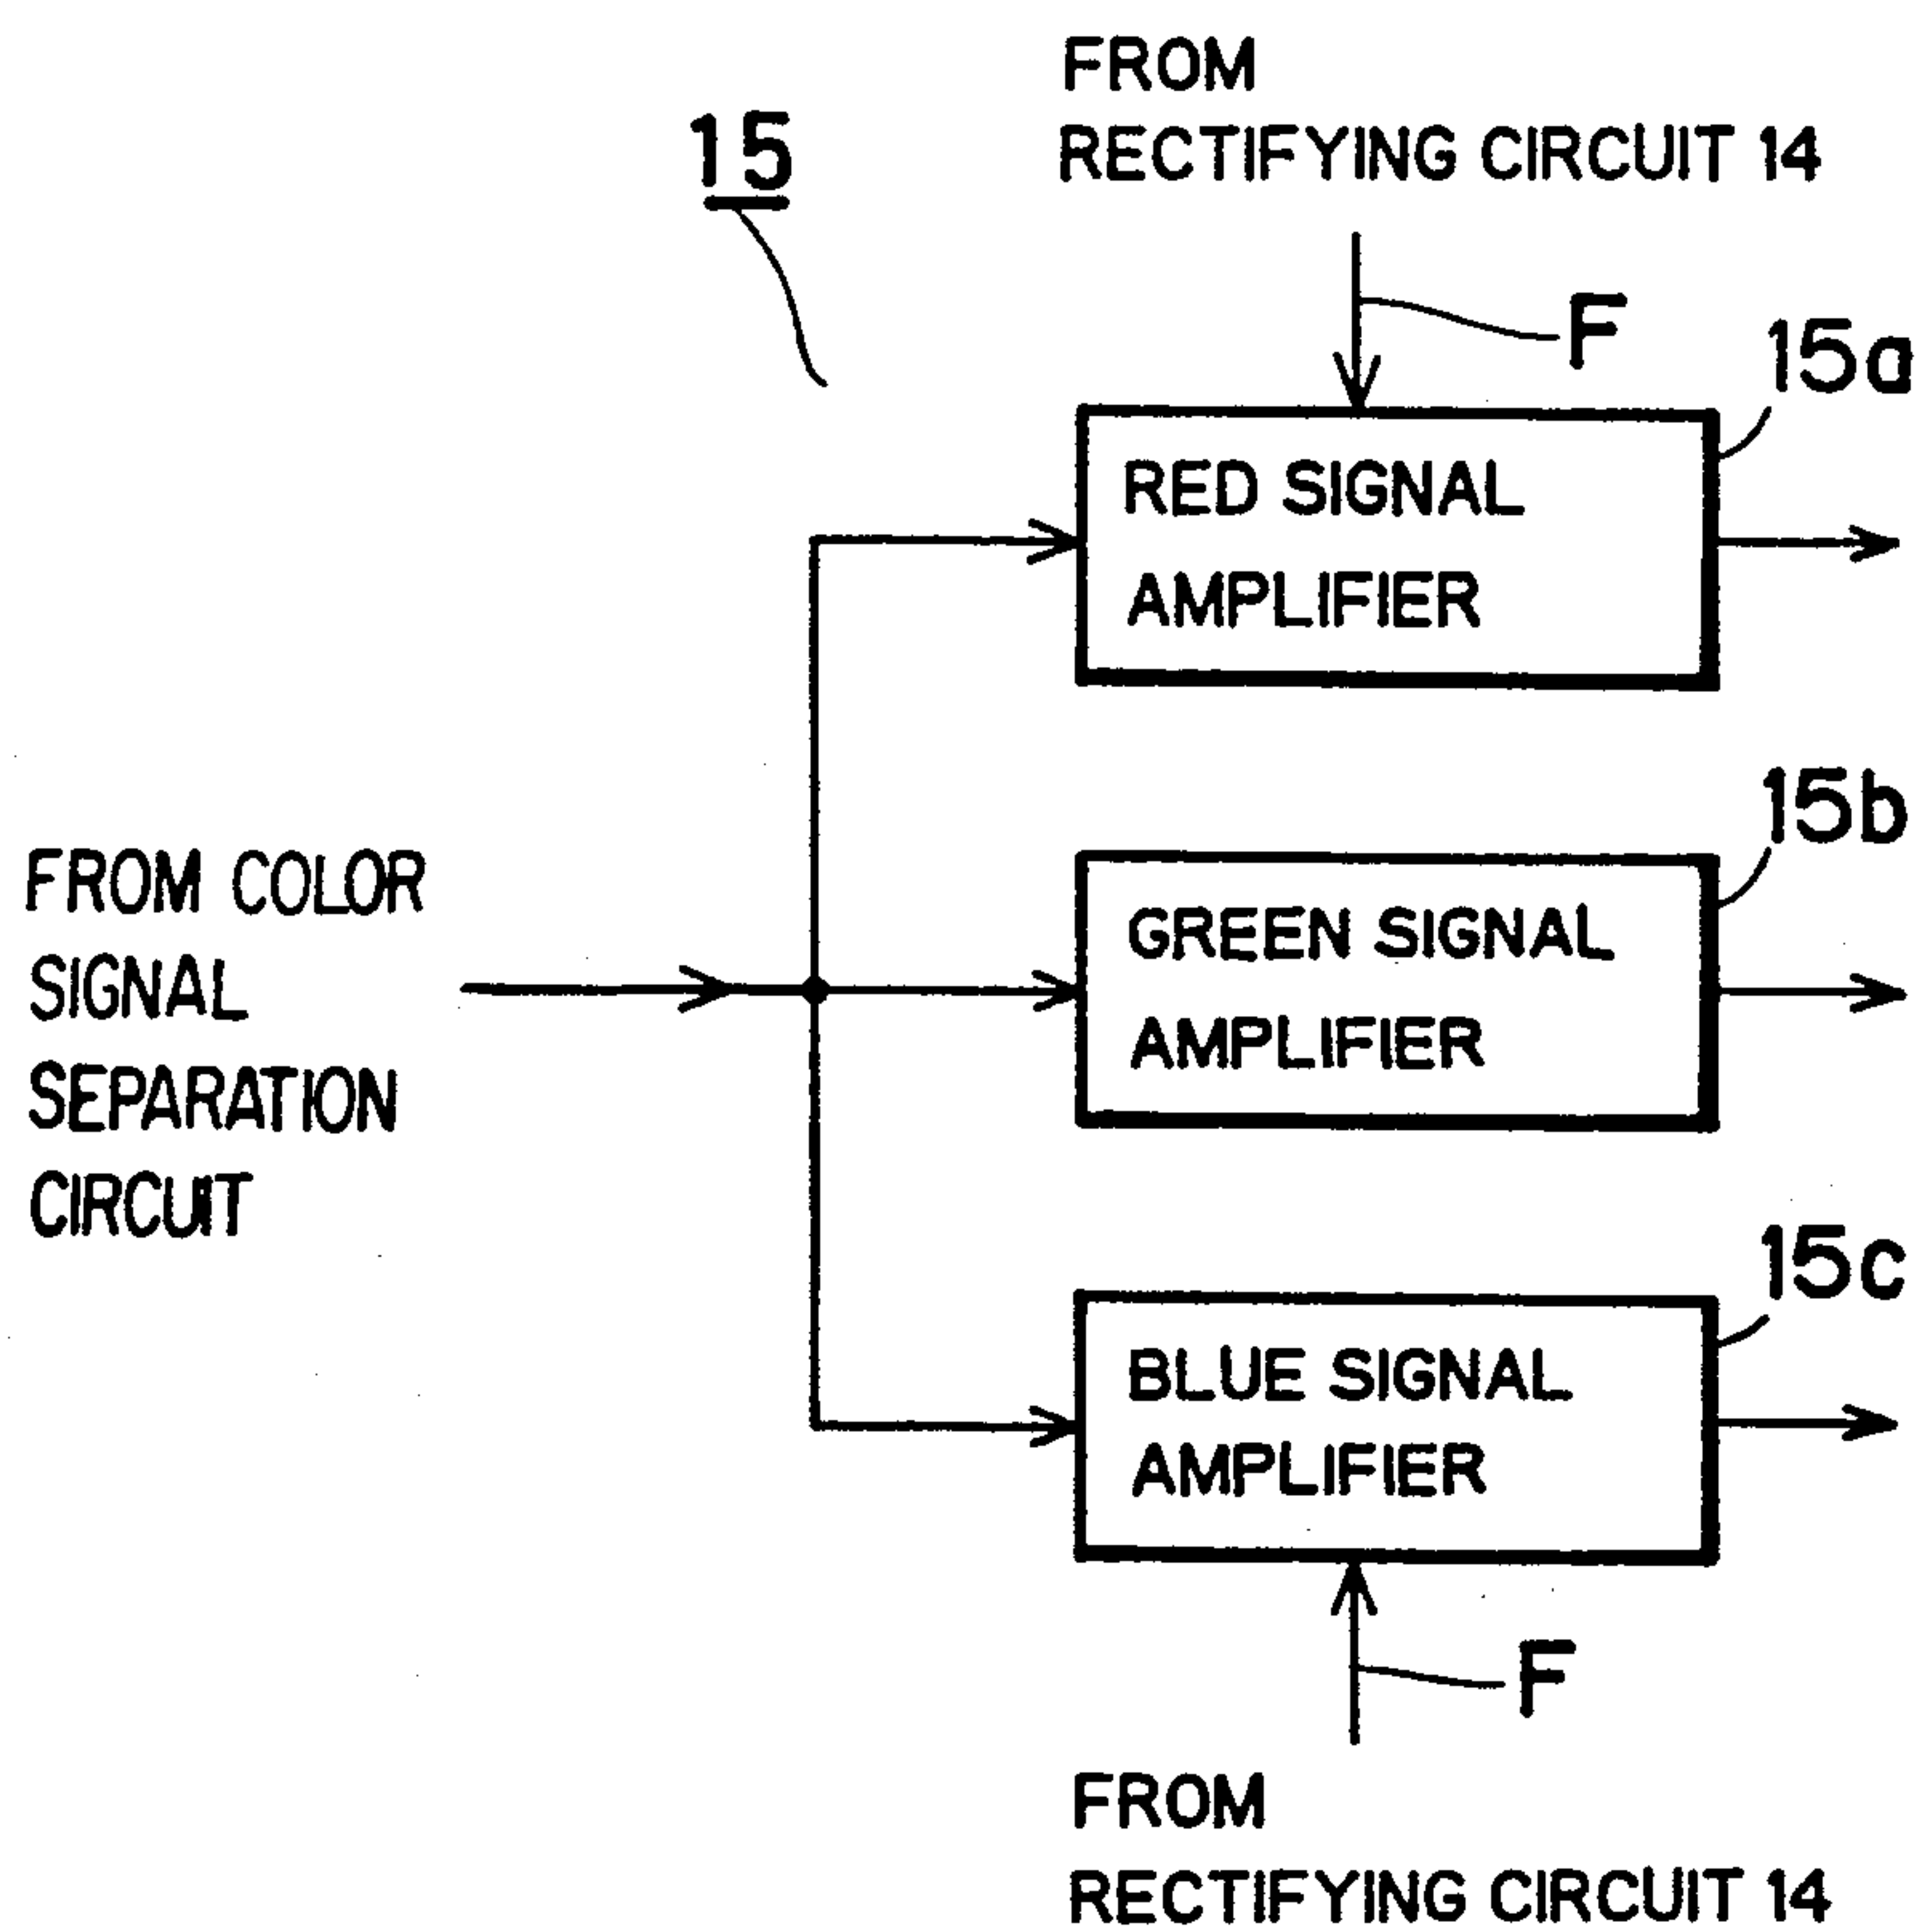 FROM
RECTIFYING CIRCUIT 14
15
F
15a
RED SIGNAL
AMPLIFIER
15b
FROM COLOR
SIGNAL
SEPARATION
CIRCUIT
GREEN SIGNAL
AMPLIFIER
15c
BLUE SIGNAL
AMPLIFIER
F
FROM
RECTIFYING CIRCUIT 14